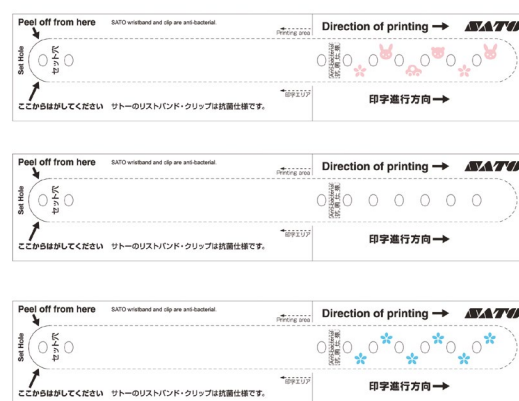 Peel off from here
SATO wristband and clip are anti-bacterial.
Printing area
Direction of printing
SATO
Set Hole
セット穴
Anti-bacterial
抗菌仕様
印字エリア
ここからはがしてください
サトーのリストバンド・クリップは抗菌仕様です。
印字進行方向
Peel off from here
SATO wristband and clip are anti-bacterial.
Printing area
Direction of printing
SATO
Set Hole
セット穴
Anti-bacterial
抗菌仕様
印字エリア
ここからはがしてください
サトーのリストバンド・クリップは抗菌仕様です。
印字進行方向
Peel off from here
SATO wristband and clip are anti-bacterial.
Printing area
Direction of printing
SATO
Set Hole
セット穴
Anti-bacterial
抗菌仕様
印字エリア
ここからはがしてください
サトーのリストバンド・クリップは抗菌仕様です。
印字進行方向